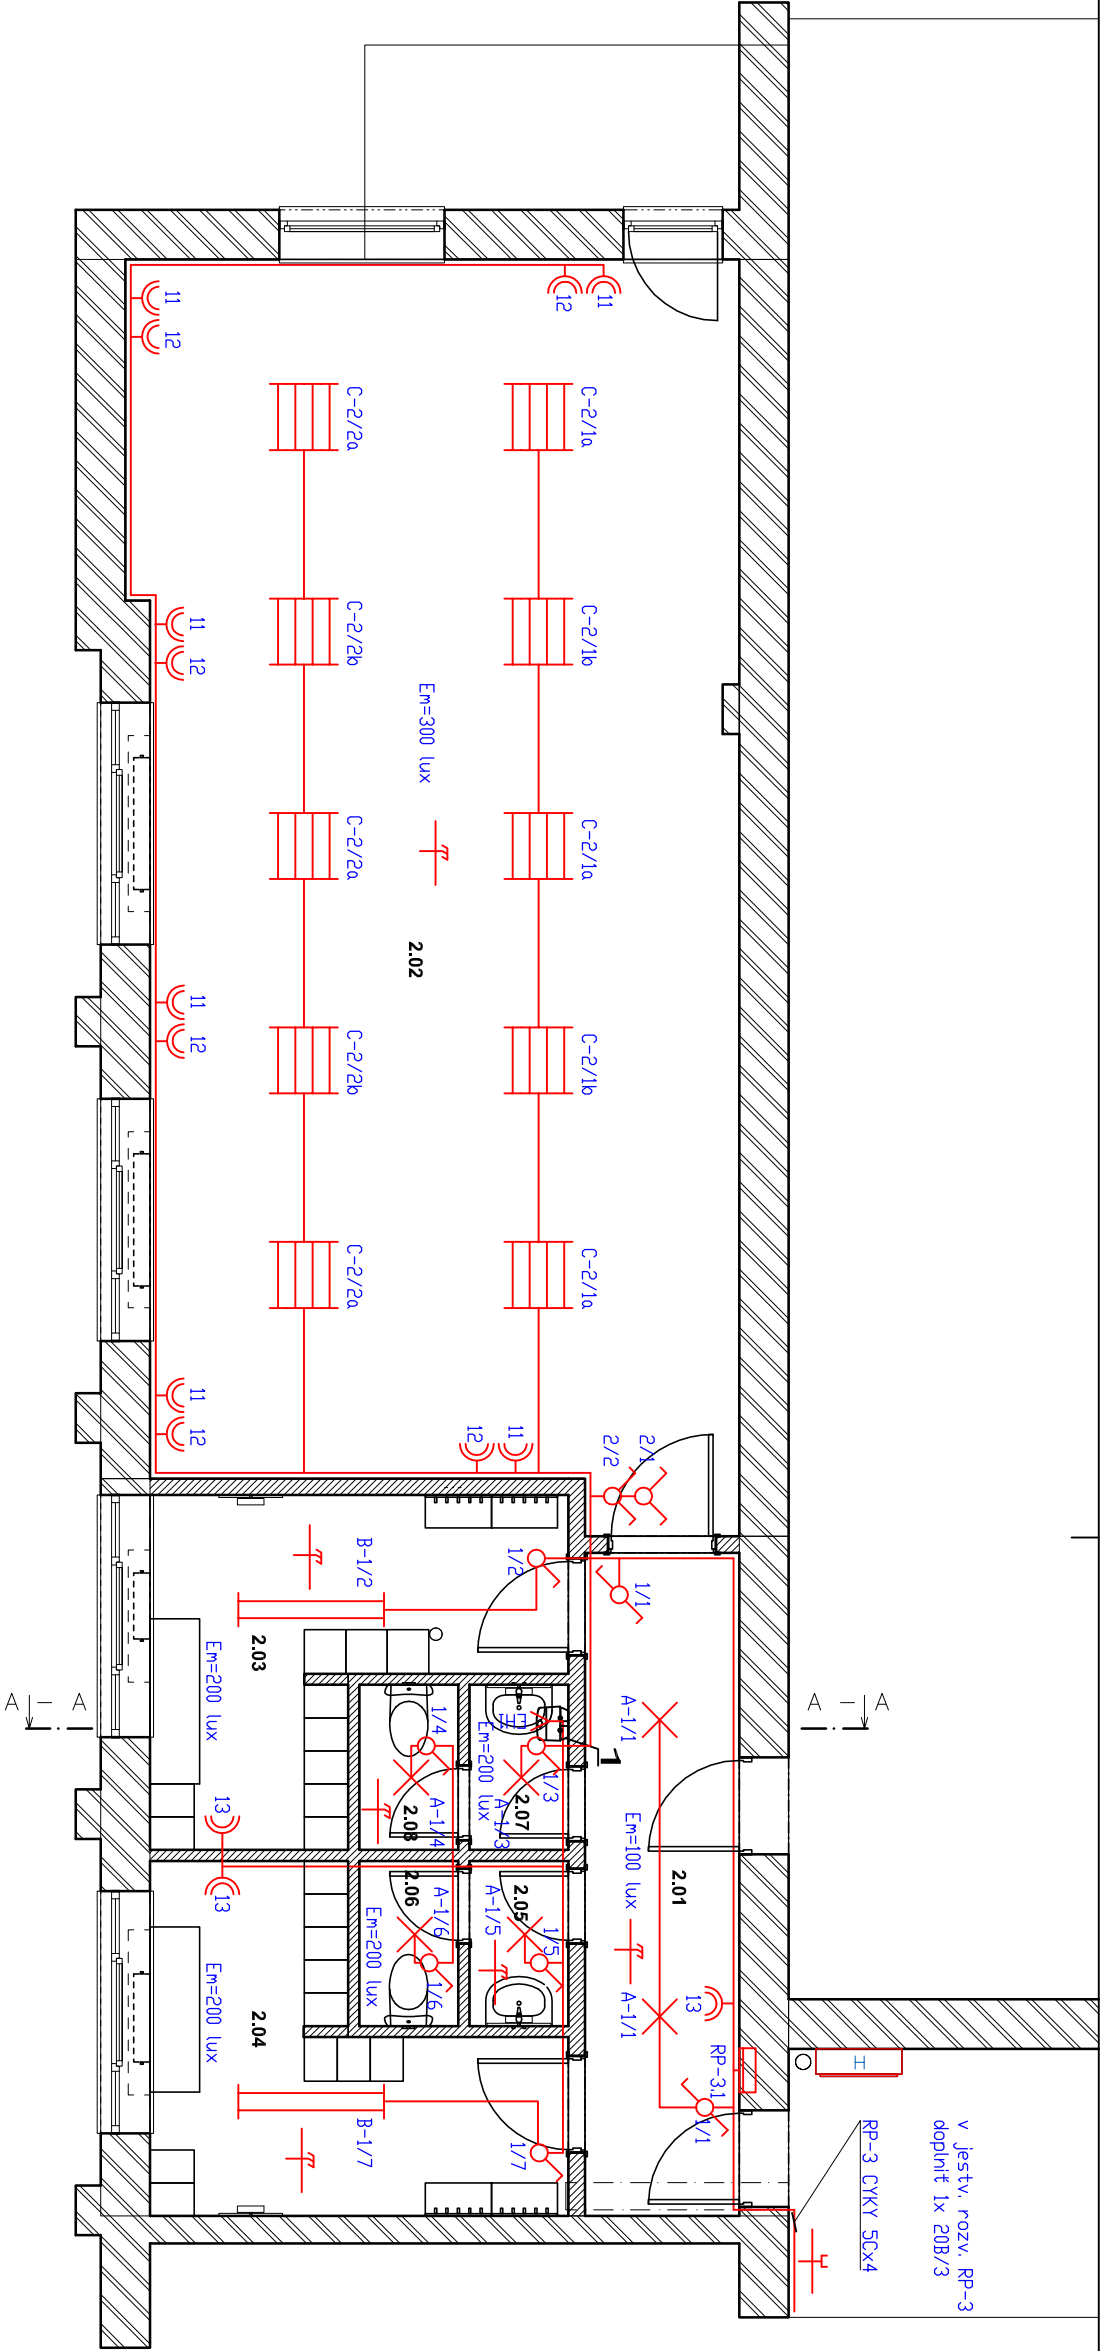 v jestv. rozv. RP-3
doplniť 1x 20B/3
RP-3 CYKY 5Cx4
H
A - A
A - A
RP-3.1
13
1/1
A-1/1
Em=100 lux
2.01
A-1/1
1/1
2/1
2/2
11
12
C-2/1a
C-2/1b
C-2/1a
C-2/1b
C-2/1a
Em=300 lux
2.02
C-2/2a
C-2/2b
C-2/2a
C-2/2b
C-2/2a
11
12
11
12
11
12
11
12
11
12
1/2
B-1/2
2.03
Em=200 lux
1
1/3
2.07
A-1/3
Em=200 lux
1/4
A-1/4
2.08
1/5
2.05
A-1/5
A-1/6
2.06
Em=200 lux
1/6
13
13
2.04
Em=200 lux
1/7
B-1/7